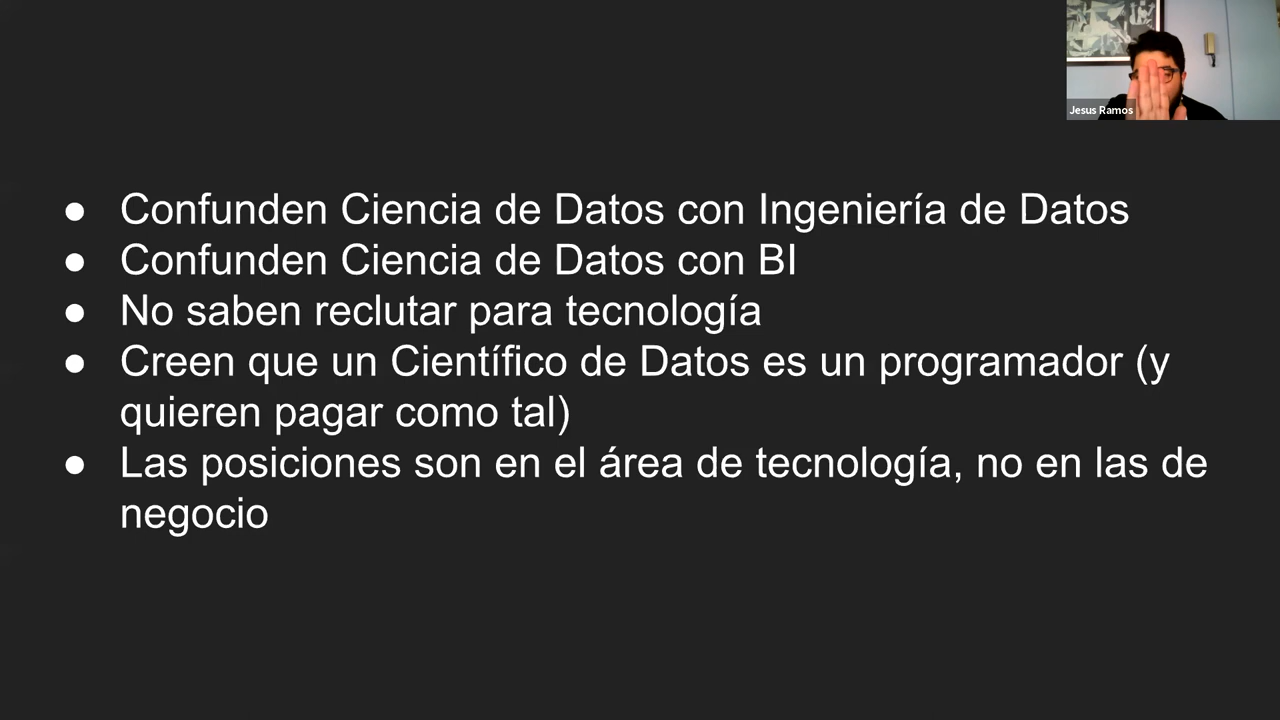 Jesus Ramos
● Confunden Ciencia de Datos con Ingeniería de Datos
● Confunden Ciencia de Datos con BI
● No saben reclutar para tecnología
● Creen que un Científico de Datos es un programador (y
quieren pagar como tal)
● Las posiciones son en el área de tecnología, no en las de
negocio